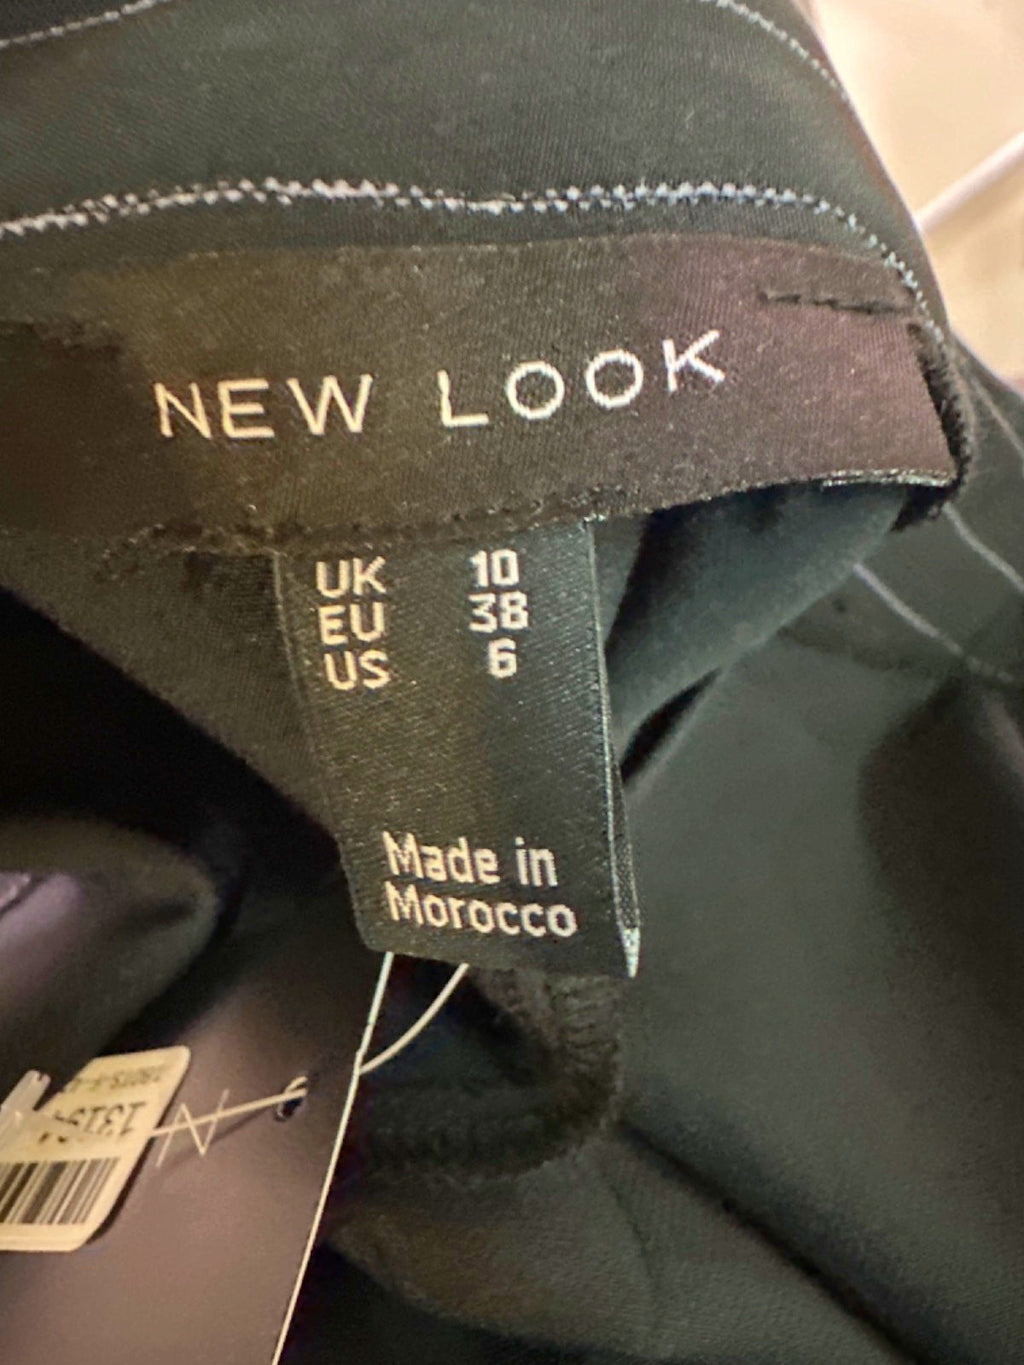 NEW LOOK
UK 10
EU 38
US 6
Made in
Morocco
N